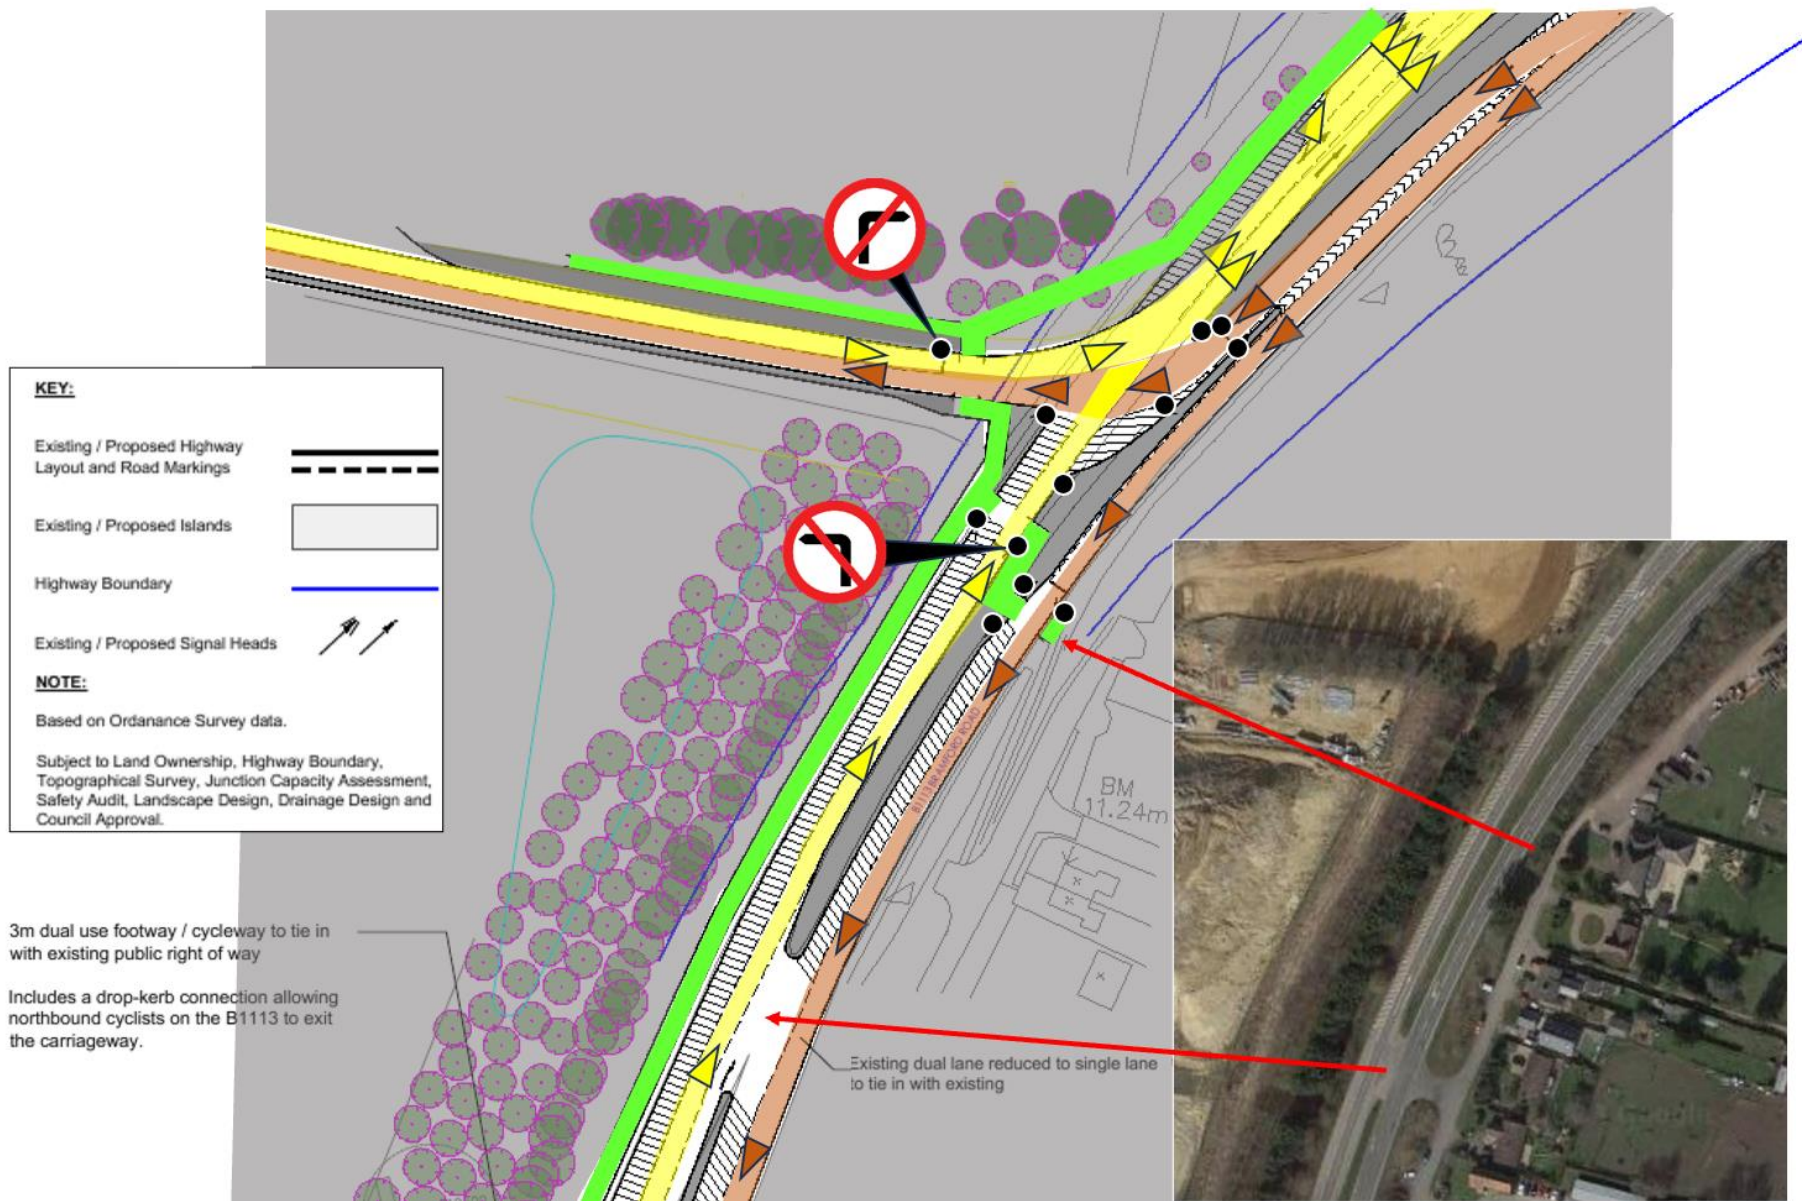 KEY:
Existing / Proposed Highway
Layout and Road Markings
Existing / Proposed Islands
Highway Boundary
Existing / Proposed Signal Heads
NOTE:
Based on Ordanance Survey data.
Subject to Land Ownership, Highway Boundary,
Topographical Survey, Junction Capacity Assessment,
Safety Audit, Landscape Design, Drainage Design and
Council Approval.
3m dual use footway / cycleway to tie in
with existing public right of way
Includes a drop-kerb connection allowing
northbound cyclists on the B1113 to exit
the carriageway.
B1113 BRAMFORD ROAD
BM
11.24m
Existing dual lane reduced to single lane
to tie in with existing